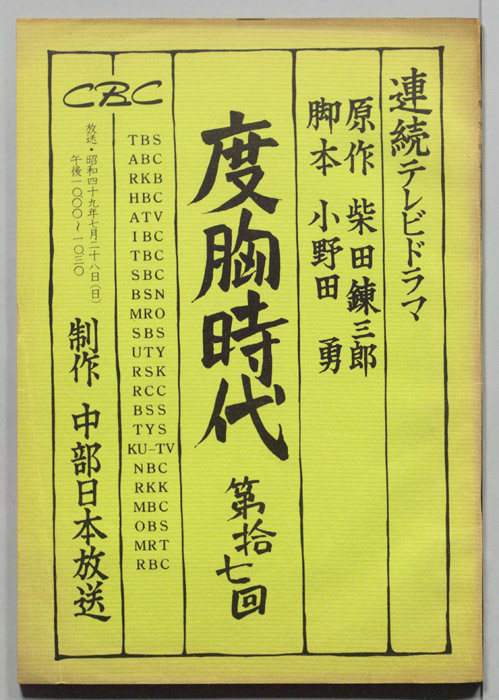 連続テレビドラマ
原作 柴田錬三郎
脚本 小野田 勇
度胸時代
第拾七回
TBS
ABC
RKB
HBC
ATV
IBC
TBC
SBC
BSN
MRO
SBS
UTY
RSK
RCC
BSS
TYS
KU-TV
NBC
RKK
MBC
OBS
MRT
RBC
CBC
放送・昭和四十九年七月二十八日(日)
午後一〇〇〇〜一〇三〇
制作 中部日本放送